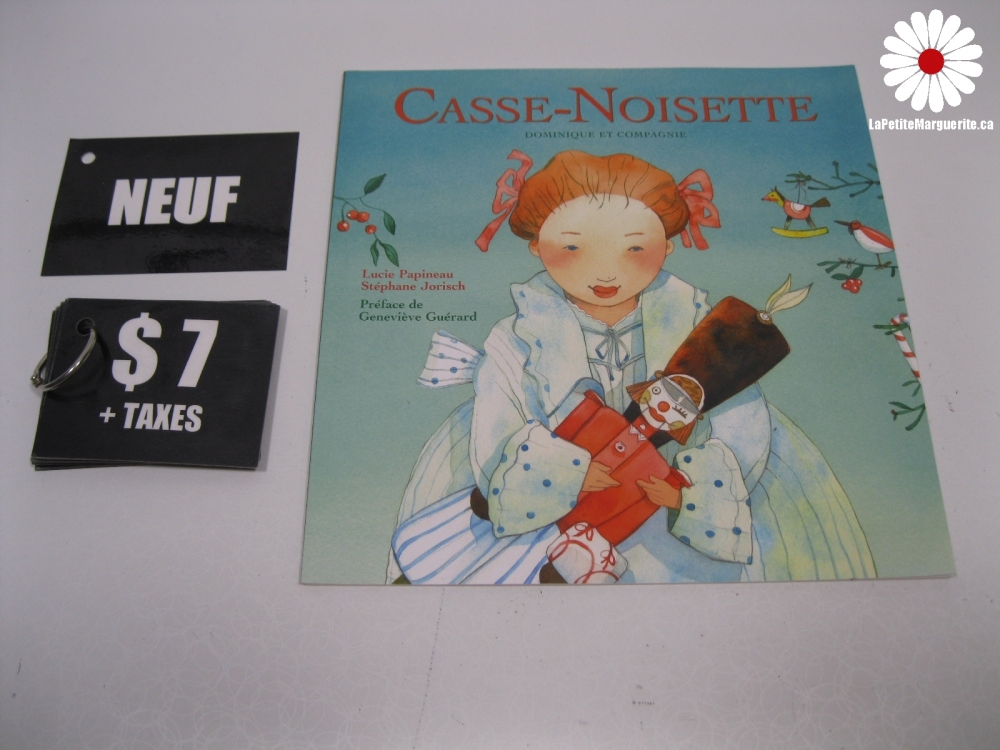 LaPetiteMarguerite.ca
NEUF
$ 7
+ TAXES
CASSE-NOISETTE
DOMINIQUE ET COMPAGNIE
Lucie Papineau
Stéphane Jorisch
Préface de
Geneviève Guérard